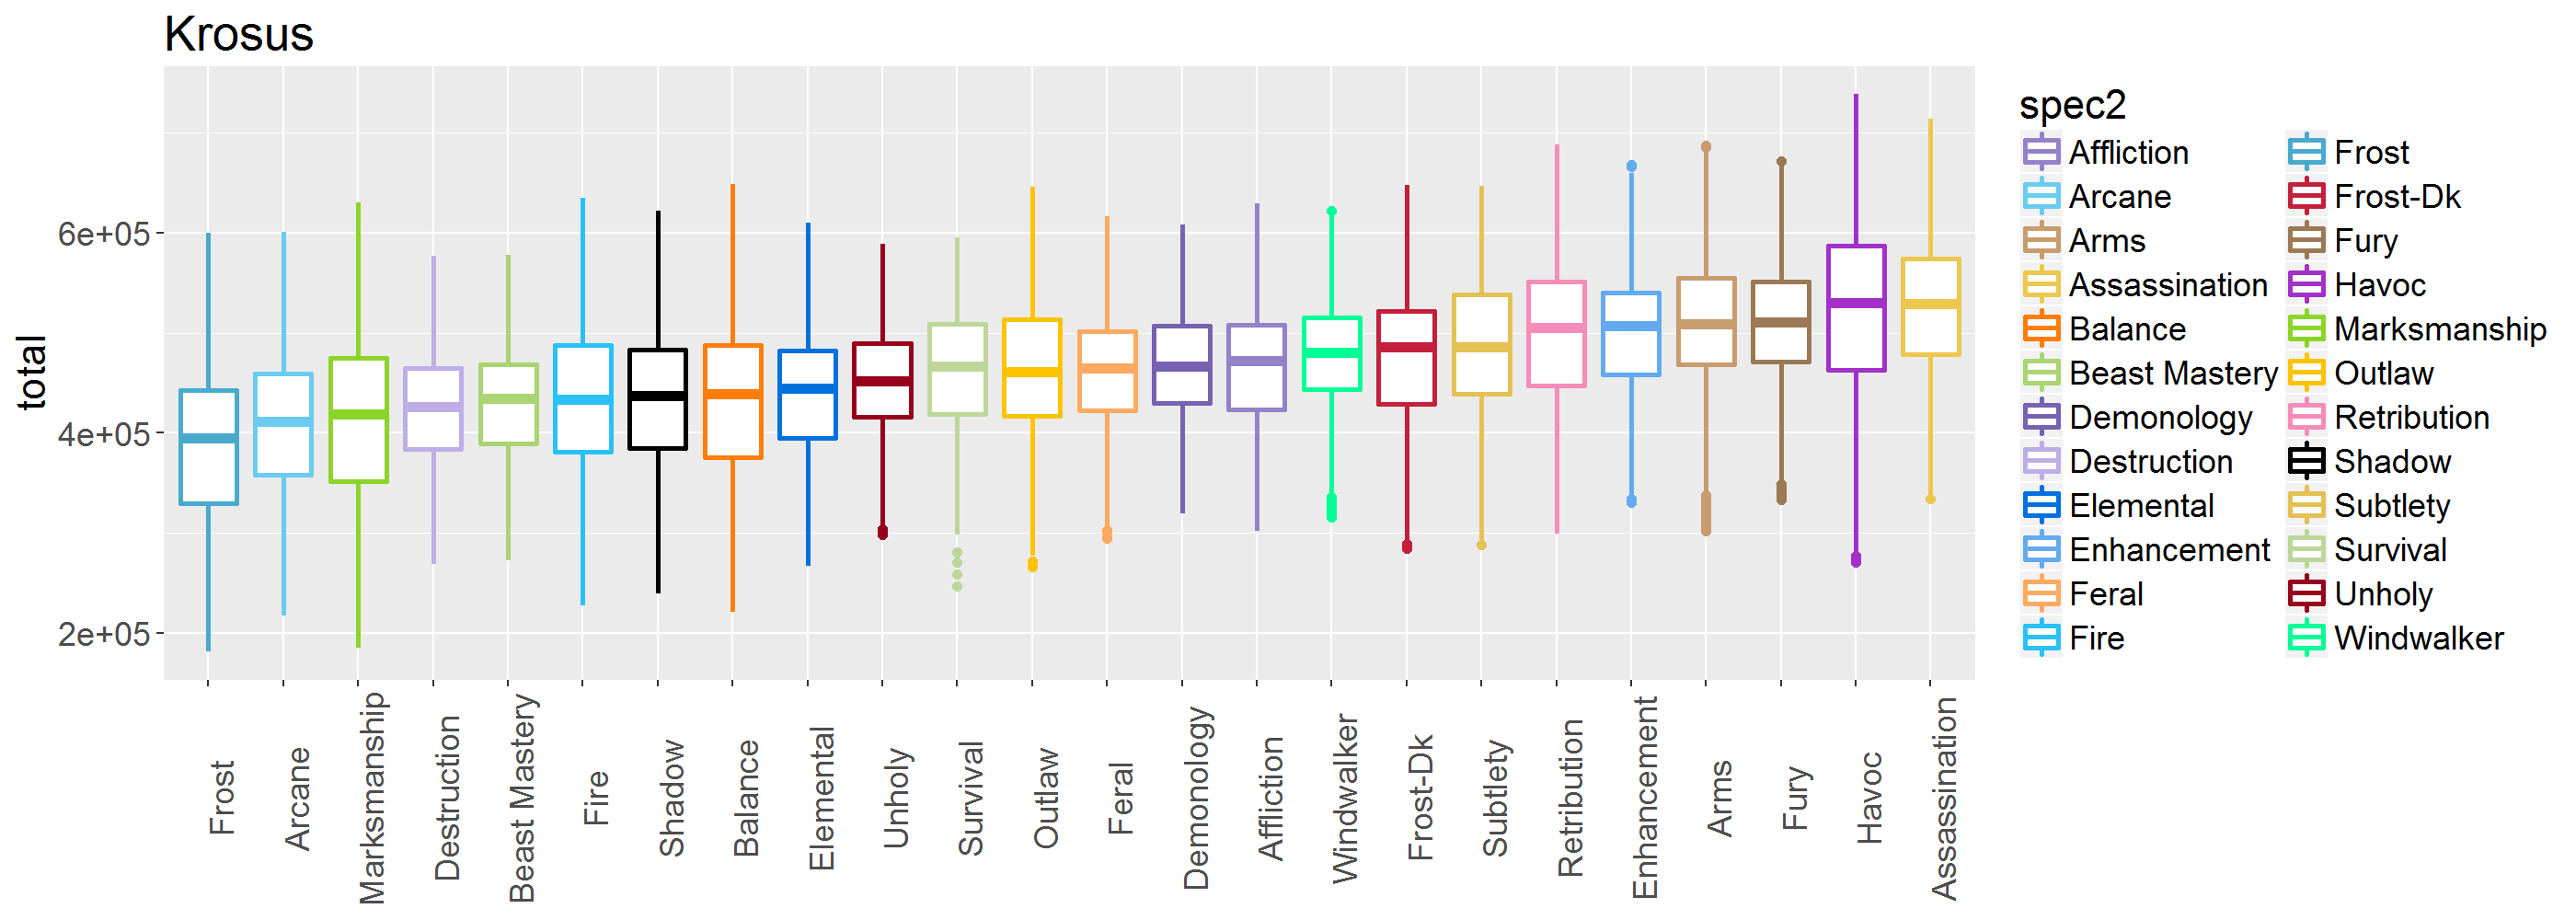 Krosus
total
6e+05
4e+05
2e+05
Frost
Arcane
Marksmanship
Destruction
Beast Mastery
Fire
Shadow
Balance
Elemental
Unholy
Survival
Outlaw
Feral
Demonology
Affliction
Windwalker
Frost-Dk
Subtlety
Retribution
Enhancement
Arms
Fury
Havoc
Assassination
spec2
Affliction
Arcane
Arms
Assassination
Balance
Beast Mastery
Demonology
Destruction
Elemental
Enhancement
Feral
Fire
Frost
Frost-Dk
Fury
Havoc
Marksmanship
Outlaw
Retribution
Shadow
Subtlety
Survival
Unholy
Windwalker